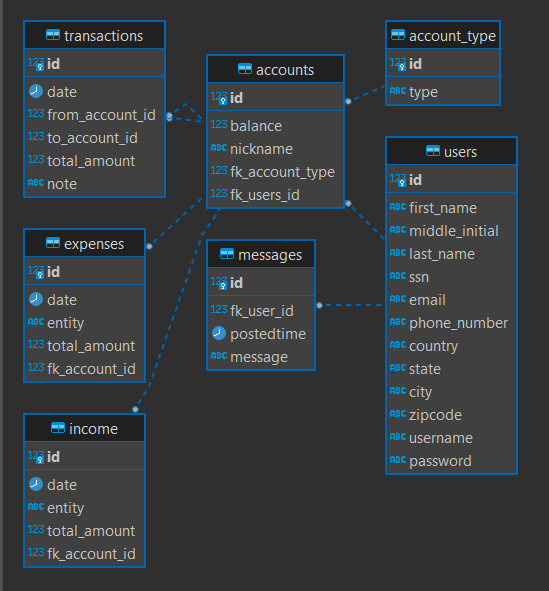 transactions
123 id
date
123 from_account_id
123 to_account_id
123 total_amount
ABC note
accounts
123 id
123 balance
ABC nickname
123 fk_account_type
123 fk_users_id
account_type
123 id
ABC type
users
123 id
ABC first_name
ABC middle_initial
ABC last_name
ABC ssn
ABC email
ABC phone_number
ABC country
ABC state
ABC city
ABC zipcode
ABC username
ABC password
expenses
123 id
date
ABC entity
123 total_amount
123 fk_account_id
messages
123 id
123 fk_user_id
postedtime
ABC message
income
123 id
date
ABC entity
123 total_amount
123 fk_account_id